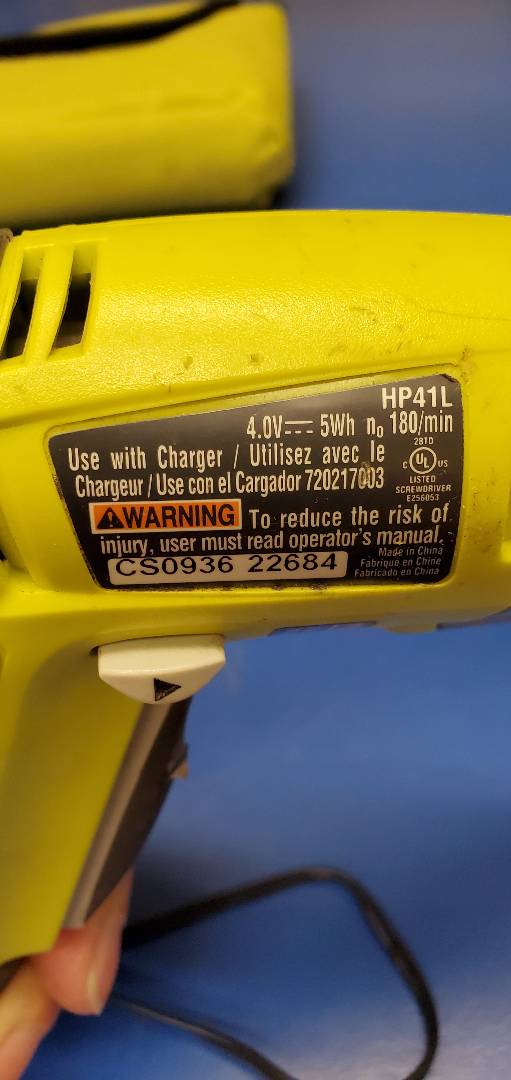 HP41L
4.0V⎓ 5Wh n₀ 180/min
Use with Charger / Utilisez avec le
Chargeur / Use con el Cargador 720217003
28TD
C UL US
LISTED
SCREWDRIVER
E256053
WARNING To reduce the risk of
injury, user must read operator's manual.
CS0936 22684
Made in China
Fabriqué en Chine
Fabricado en China